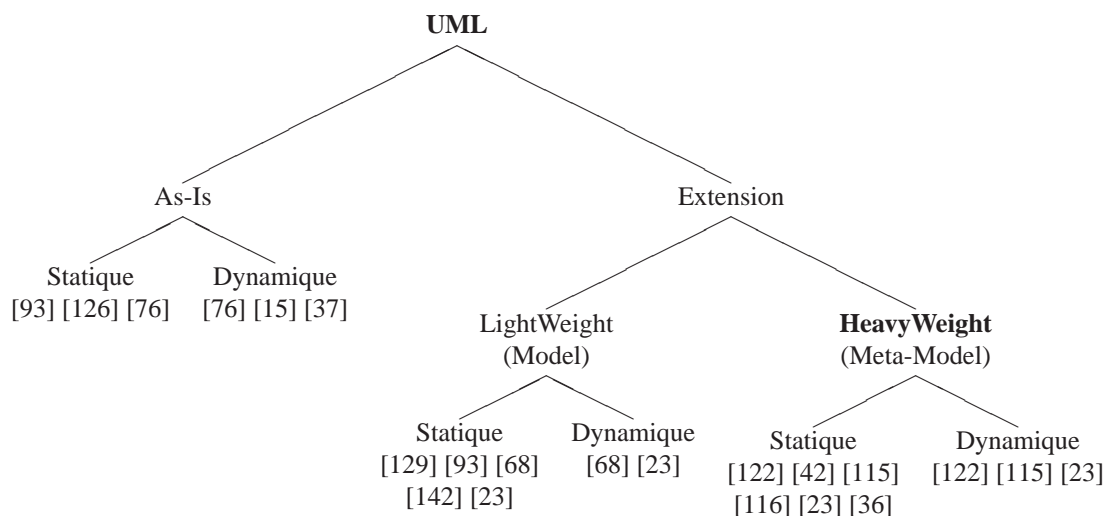 UML
As-Is
Extension
Statique
[93] [126] [76]
Dynamique
[76] [15] [37]
LightWeight
(Model)
HeavyWeight
(Meta-Model)
Statique
[129] [93] [68]
[142] [23]
Dynamique
[68] [23]
Statique
[122] [42] [115]
[116] [23] [36]
Dynamique
[122] [115] [23]